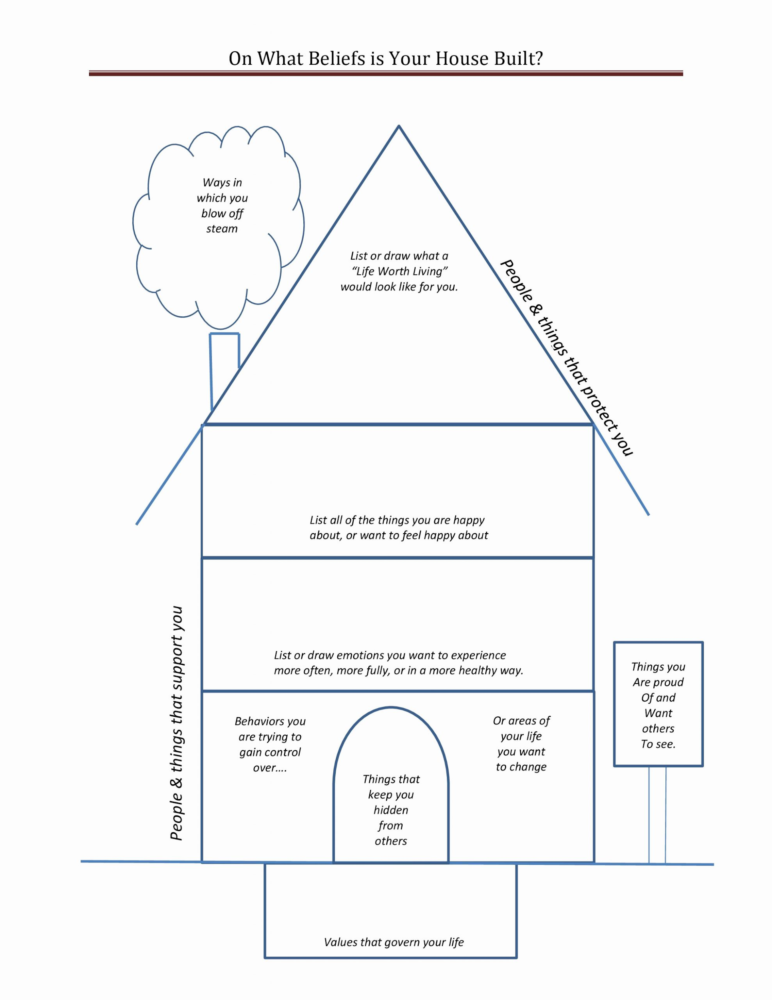 On What Beliefs is Your House Built?
Ways in
which you
blow off
steam
List or draw what a
“Life Worth Living”
would look like for you.
People & things that protect you
List all of the things you are happy
about, or want to feel happy about
List or draw emotions you want to experience
more often, more fully, or in a more healthy way.
People & things that support you
Behaviors you
are trying to
gain control
over....
Things that
keep you
hidden
from
others
Or areas of
your life
you want
to change
Things you
Are proud
Of and
Want
others
To see.
Values that govern your life